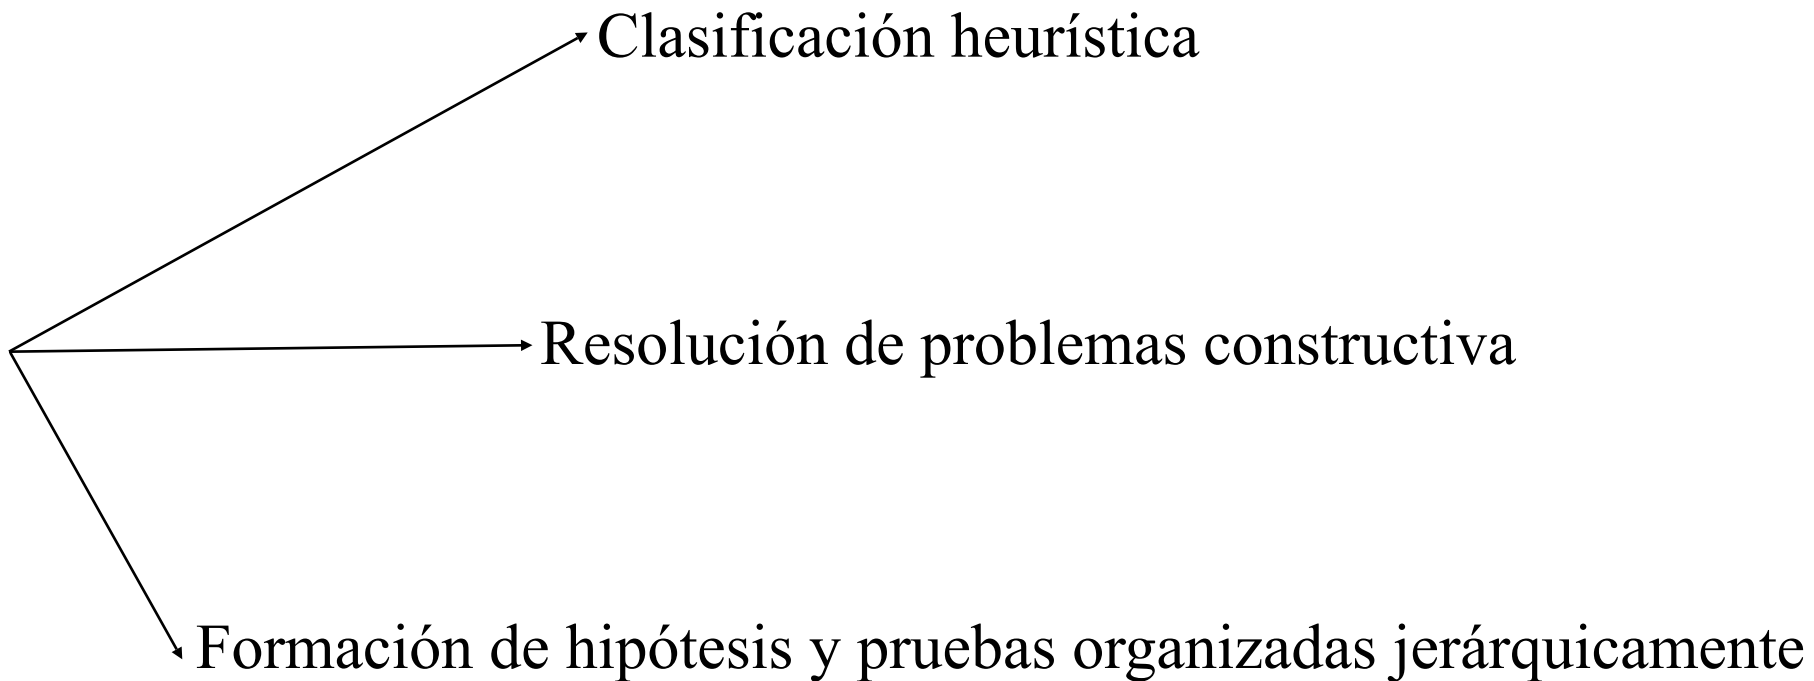 Clasificación heurística
Resolución de problemas constructiva
Formación de hipótesis y pruebas organizadas jerárquicamente